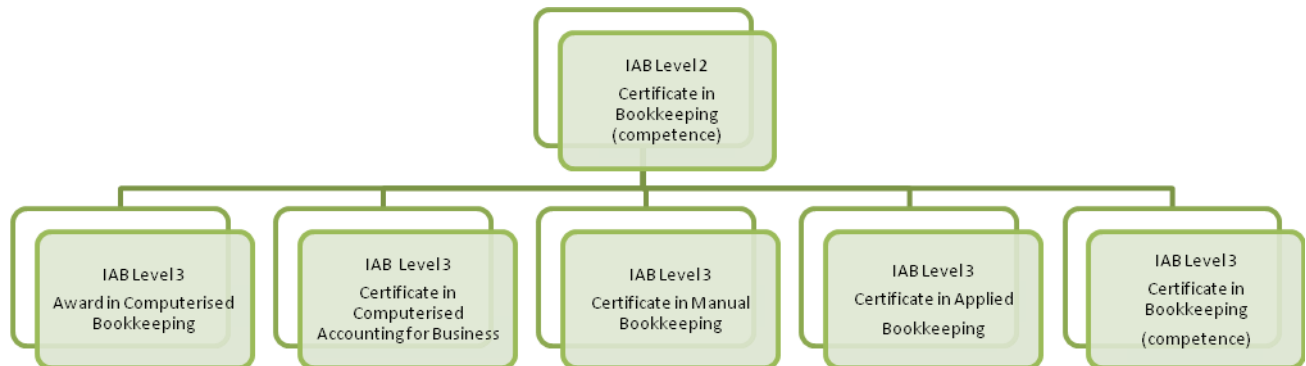 IAB Level 2
Certificate in
Bookkeeping
(competence)
IAB Level 3
Award in Computerised
Bookkeeping
IAB Level 3
Certificate in
Computerised
Accounting for Business
IAB Level 3
Certificate in Manual
Bookkeeping
IAB Level 3
Certificate in Applied
Bookkeeping
IAB Level 3
Certificate in
Bookkeeping
(competence)